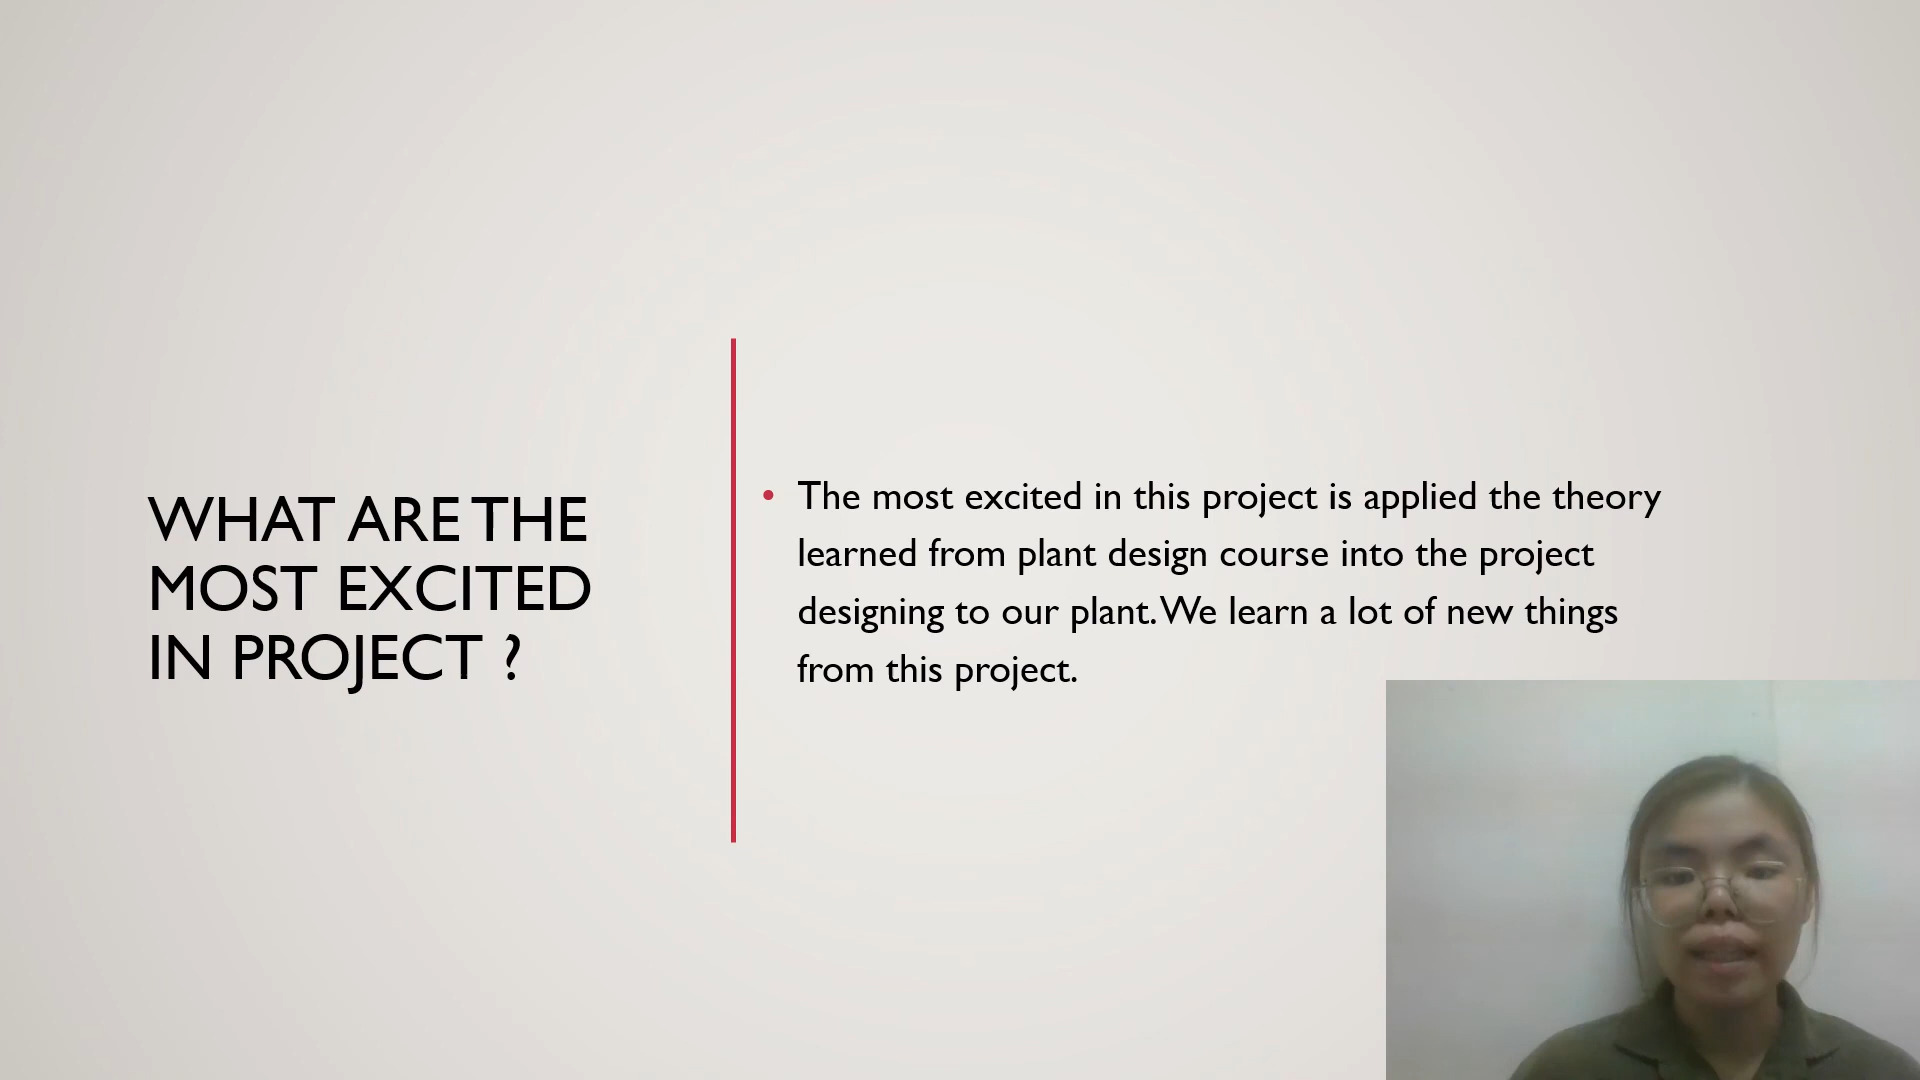 WHAT ARE THE
MOST EXCITED
IN PROJECT ?
• The most excited in this project is applied the theory
learned from plant design course into the project
designing to our plant. We learn a lot of new things
from this project.